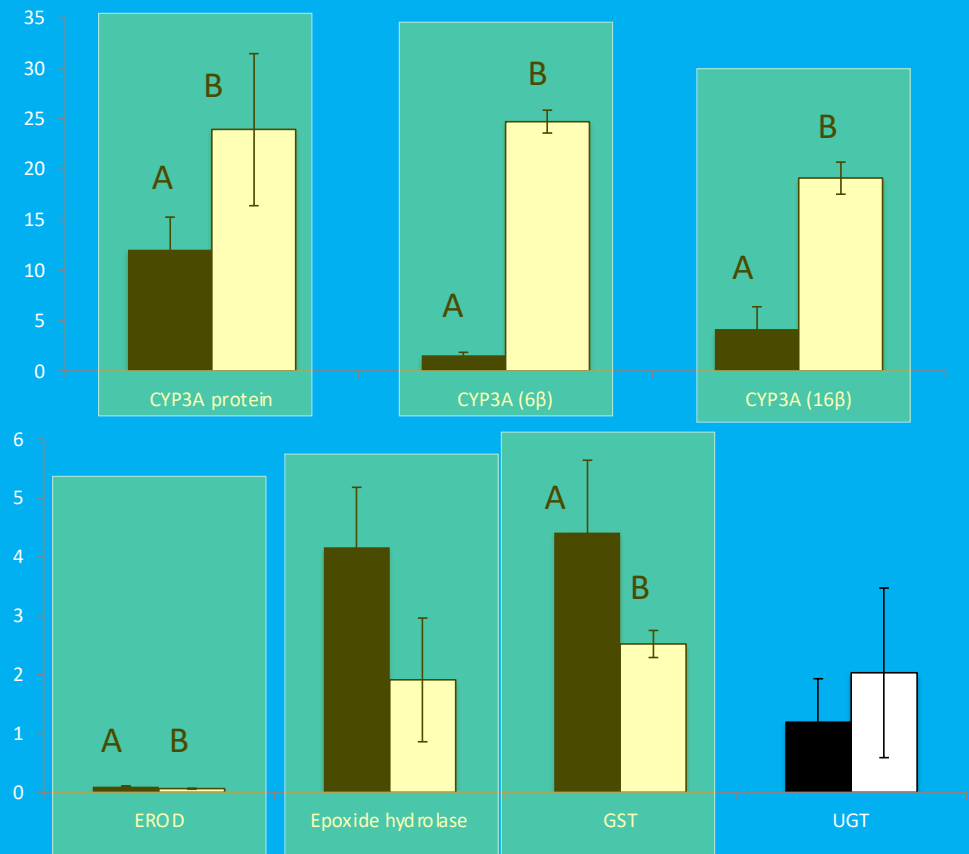 35
30
25
20
15
10
5
0
A
B
A
B
A
B
CYP3A protein
CYP3A (6β)
CYP3A (16β)
6
5
4
3
2
1
0
A
B
A
B
EROD
Epoxide hydrolase
GST
UGT